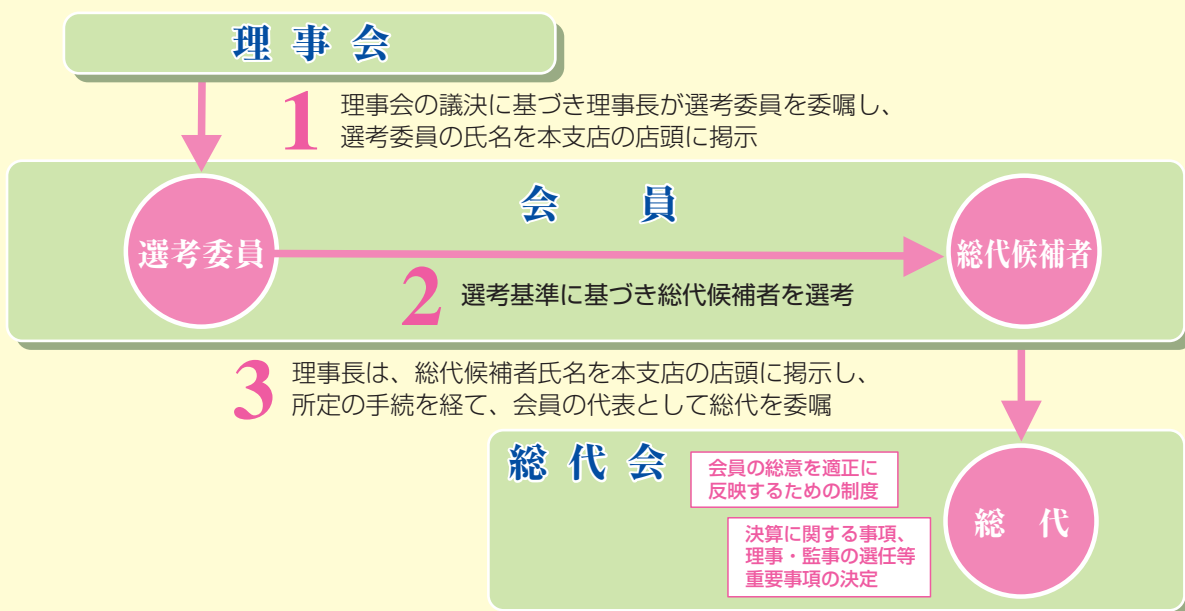 理事会
1
理事会の議決に基づき理事長が選考委員を委嘱し、
選考委員の氏名を本支店の店頭に掲示
会員
選考委員
総代候補者
2
選考基準に基づき総代候補者を選考
3
理事長は、総代候補者氏名を本支店の店頭に掲示し、
所定の手続を経て、会員の代表として総代を委嘱
総代会
会員の総意を適正に
反映するための制度
総代
決算に関する事項、
理事・監事の選任等
重要事項の決定